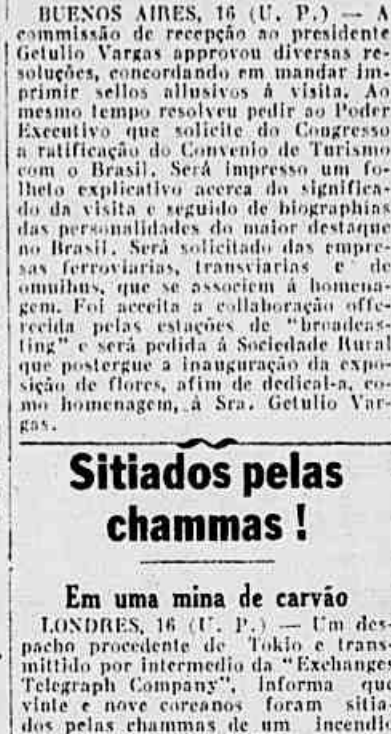 BUENOS AIRES, 16 (U. P.) — A
commissão de recepção ao presidente
Getulio Vargas approvou diversas re-
soluções, concordando em mandar im-
primir sellos allusivos á visita. Ao
mesmo tempo resolveu pedir ao Poder
Executivo que solicite do Congresso
a ratificação do Convenio de Turismo
com o Brasil. Será impresso um fo-
lheto explicativo acerca do significa-
do da visita e seguido de biographias
das personalidades do maior destaque
no Brasil. Será solicitado das empre-
sas ferroviarias, transviarias e de
omnibus, que se associem á homena-
gem. Foi acceita a collaboração offe-
recida pelas estações de "broadcas-
ting" e será pedida á Sociedade Rural
que postergue a inauguração da expo-
sição de flores, afim de dedical-a, co-
mo homenagem, á Sra. Getulio Var-
gas.
Sitiados pelas
chammas !
Em uma mina de carvão
LONDRES, 16 (U. P.) — Um des-
pacho procedente de Tokio e trans-
mittido por intermedio da "Exchange
Telegraph Company", informa que
vinte e nove coreanos foram sitia-
dos pelas chammas de um incendio